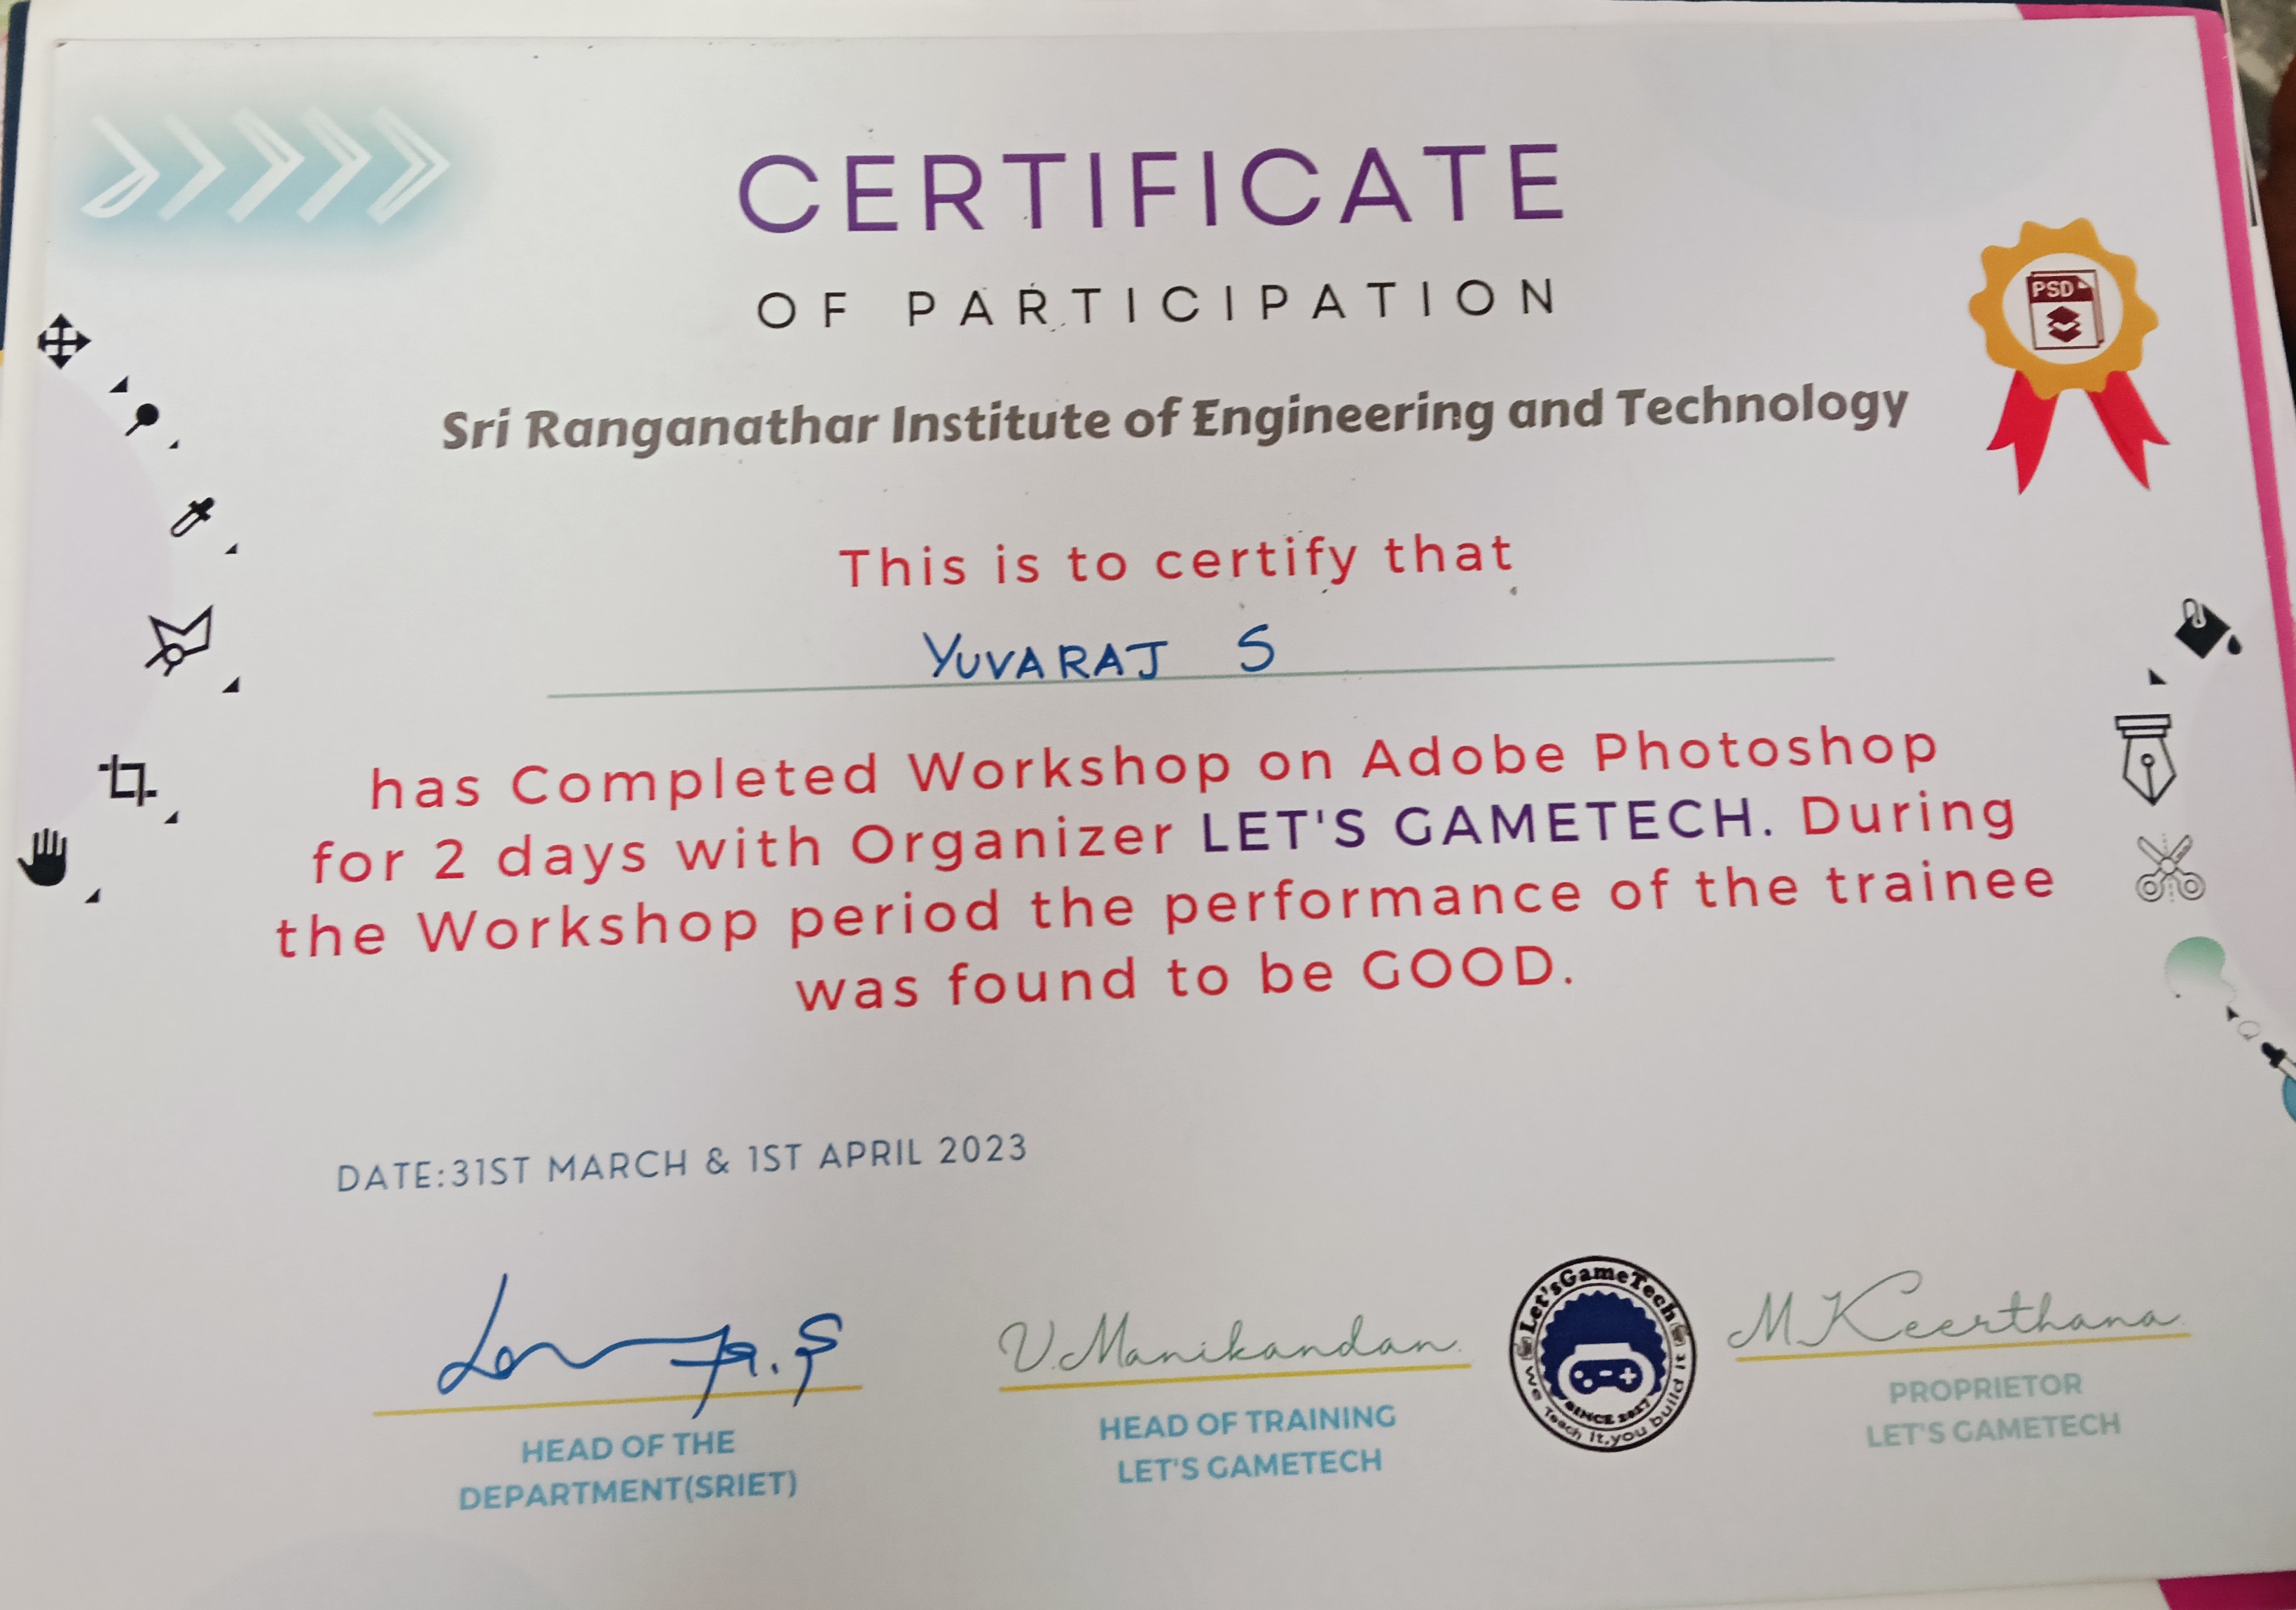 CERTIFICATE
OF PARTICIPATION
PSD
Sri Ranganathar Institute of Engineering and Technology
This is to certify that
YUVARAJ S
has Completed Workshop on Adobe Photoshop
for 2 days with Organizer LET'S GAMETECH. During
the Workshop period the performance of the trainee
was found to be GOOD.
DATE:31ST MARCH & 1ST APRIL 2023
V.Manikandan.
M.Keerthana.
HEAD OF THE
DEPARTMENT(SRIET)
HEAD OF TRAINING
LET'S GAMETECH
Let'sGameTech
SINCE 2017
We Teach it,you build it
PROPRIETOR
LET'S GAMETECH